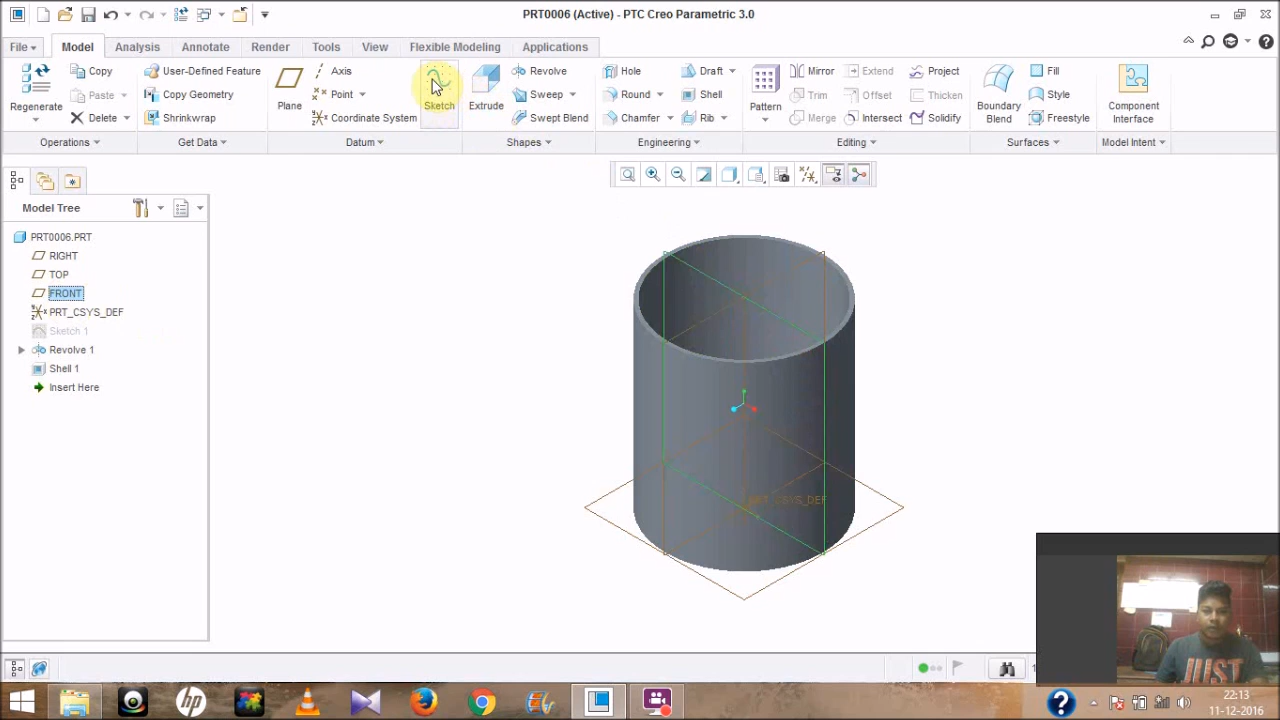 PRT0006 (Active) - PTC Creo Parametric 3.0
File Model Analysis Annotate Render Tools View Flexible Modeling Applications
Regenerate
Copy
Paste
Delete
Operations
User-Defined Feature
Copy Geometry
Shrinkwrap
Get Data
Plane
Axis
Point
Coordinate System
Sketch
Datum
Extrude
Revolve
Sweep
Swept Blend
Shapes
Hole
Round
Chamfer
Draft
Shell
Rib
Engineering
Pattern
Mirror
Trim
Merge
Extend
Offset
Intersect
Project
Thicken
Solidify
Editing
Boundary
Blend
Fill
Style
Freestyle
Surfaces
Component
Interface
Model Intent
Model Tree
PRT0006.PRT
RIGHT
TOP
FRONT
PRT_CSYS_DEF
Sketch 1
Revolve 1
Shell 1
Insert Here
PRT_CSYS_DEF
JUST
hp
22:13
11-12-2016